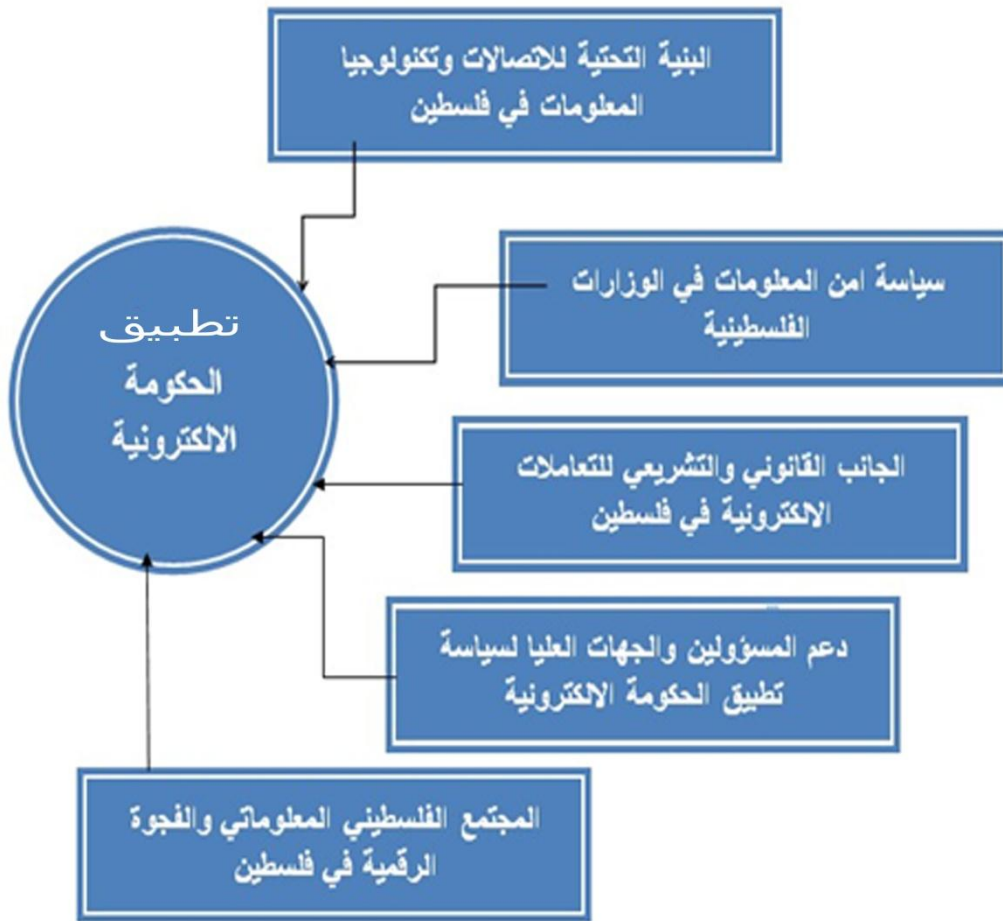 البنية التحتية للاتصالات وتكنولوجيا
المعلومات في فلسطين
سياسة امن المعلومات في الوزارات
الفلسطينية
تطبيق
الحكومة
الالكترونية
الجانب القانوني والتشريعي للتعاملات
الالكترونية في فلسطين
دعم المسؤولين والجهات العليا لسياسة
تطبيق الحكومة الالكترونية
المجتمع الفلسطيني المعلوماتي والفجوة
الرقمية في فلسطين